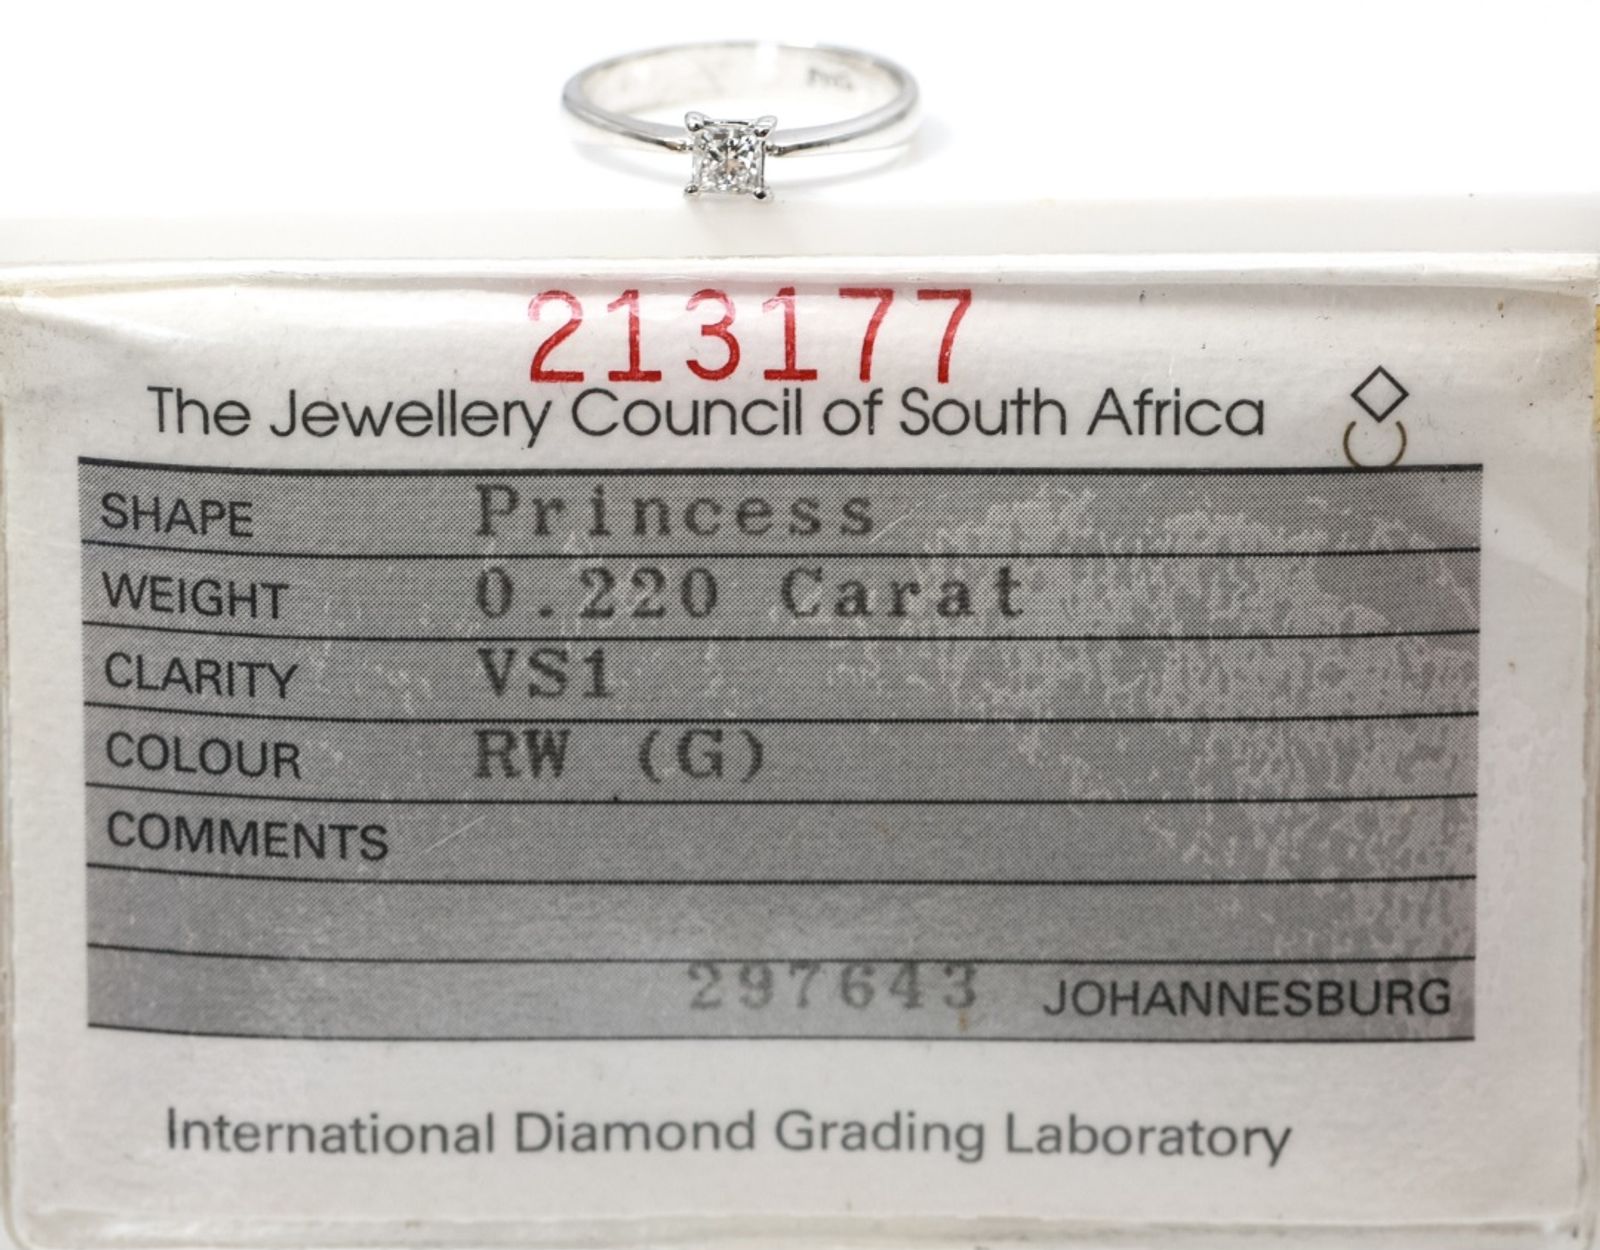 213177
The Jewellery Council of South Africa
SHAPE Princess
WEIGHT 0.220 Carat
CLARITY VS1
COLOUR RW (G)
COMMENTS
297643 JOHANNESBURG
International Diamond Grading Laboratory